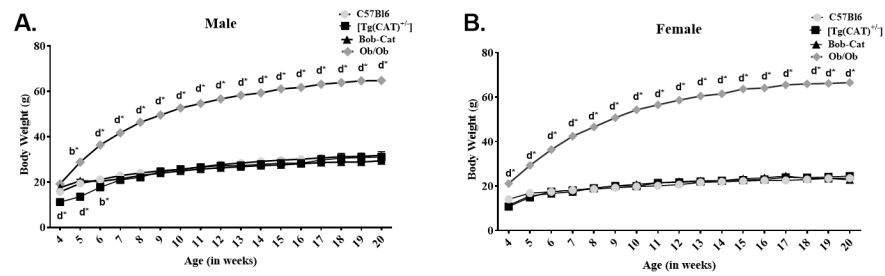 A.
Male
C57Bl6
[Tg(CAT)+/-]
Bob-Cat
Ob/Ob
80
60
40
20
0
Body Weight (g)
b* d* d* d* d* d* d* d* d* d* d* d* d* d* d* d*
d* d* b*
4 5 6 7 8 9 10 11 12 13 14 15 16 17 18 19 20
Age (in weeks)
B.
Female
C57Bl6
[Tg(CAT)+/-]
Bob-Cat
Ob/Ob
80
60
40
20
0
Body Weight (g)
d* d* d* d* d* d* d* d* d* d* d* d* d* d* d* d* d*
4 5 6 7 8 9 10 11 12 13 14 15 16 17 18 19 20
Age (in weeks)